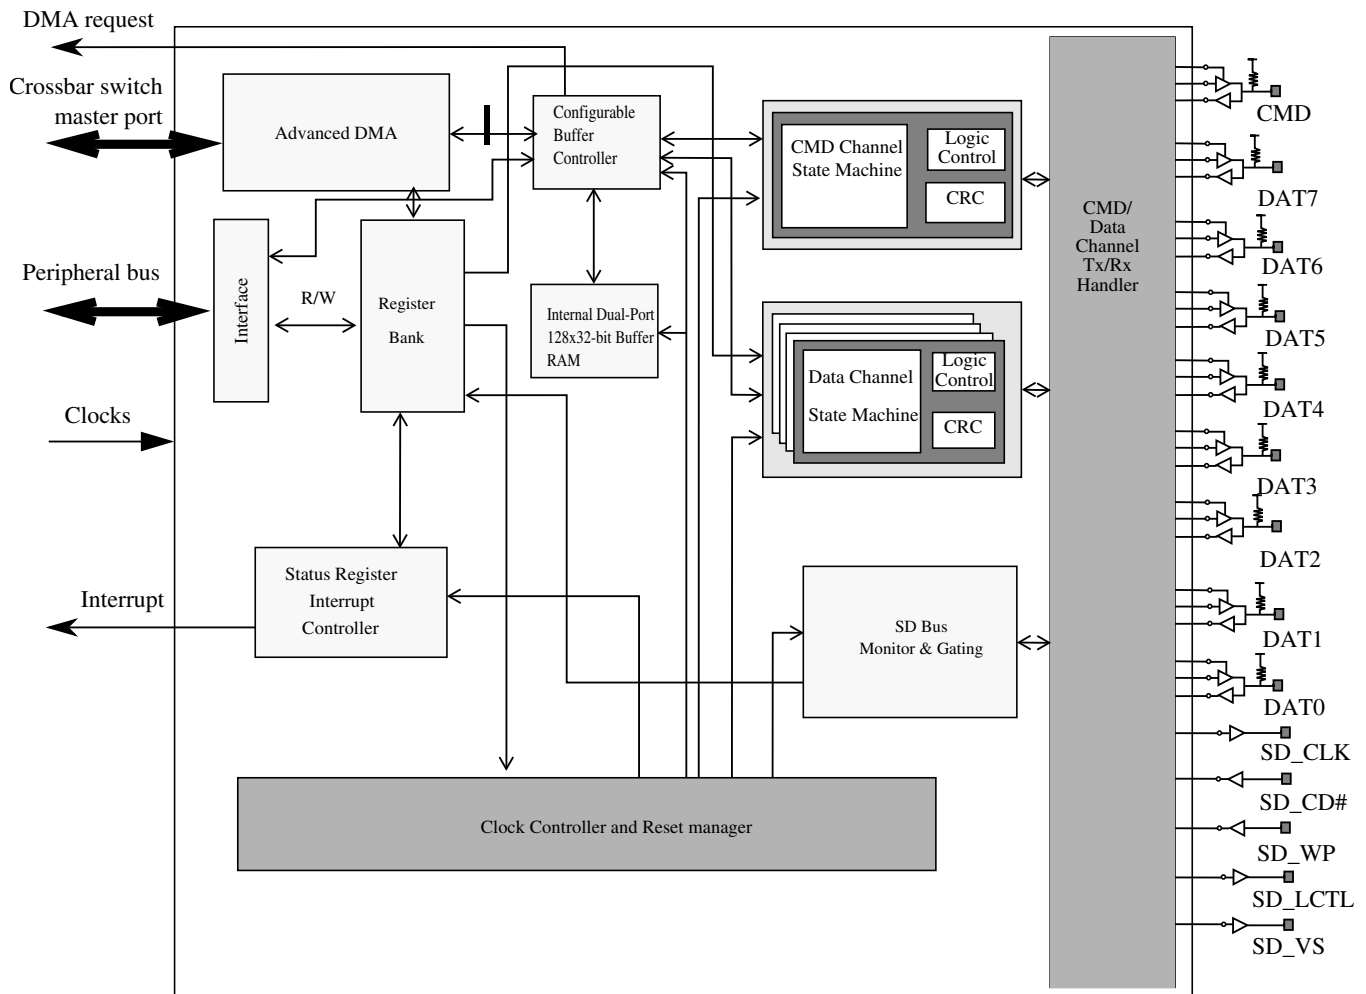 DMA request
Crossbar switch
master port
Advanced DMA
Configurable
Buffer
Controller
CMD Channel
State Machine
Logic
Control
CRC
CMD/
Data
Channel
Tx/Rx
Handler
CMD
DAT7
DAT6
DAT5
DAT4
DAT3
DAT2
DAT1
DAT0
SD_CLK
SD_CD#
SD_WP
SD_LCTL
SD_VS
Peripheral bus
Interface
R/W
Register
Bank
Internal Dual-Port
128x32-bit Buffer
RAM
Data Channel
State Machine
Logic
Control
CRC
Clocks
Interrupt
Status Register
Interrupt
Controller
SD Bus
Monitor & Gating
Clock Controller and Reset manager